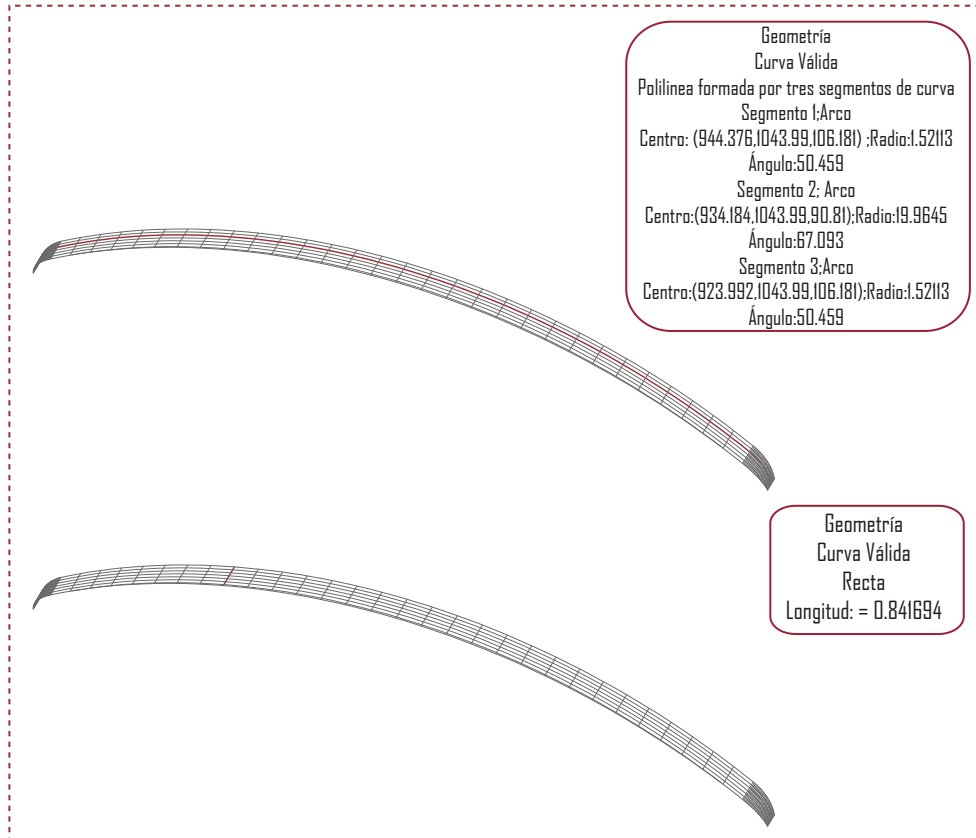 Geometría
Curva Válida
Polilinea formada por tres segmentos de curva
Segmento 1;Arco
Centro: (944.376,1043.99,106.181) ;Radio:1.52113
Ángulo:50.459
Segmento 2; Arco
Centro:(934.184,1043.99,90.81);Radio:19.9645
Ángulo:67.093
Segmento 3;Arco
Centro:(923.992,1043.99,106.181);Radio:1.52113
Ángulo:50.459
Geometría
Curva Válida
Recta
Longitud: = 0.841694